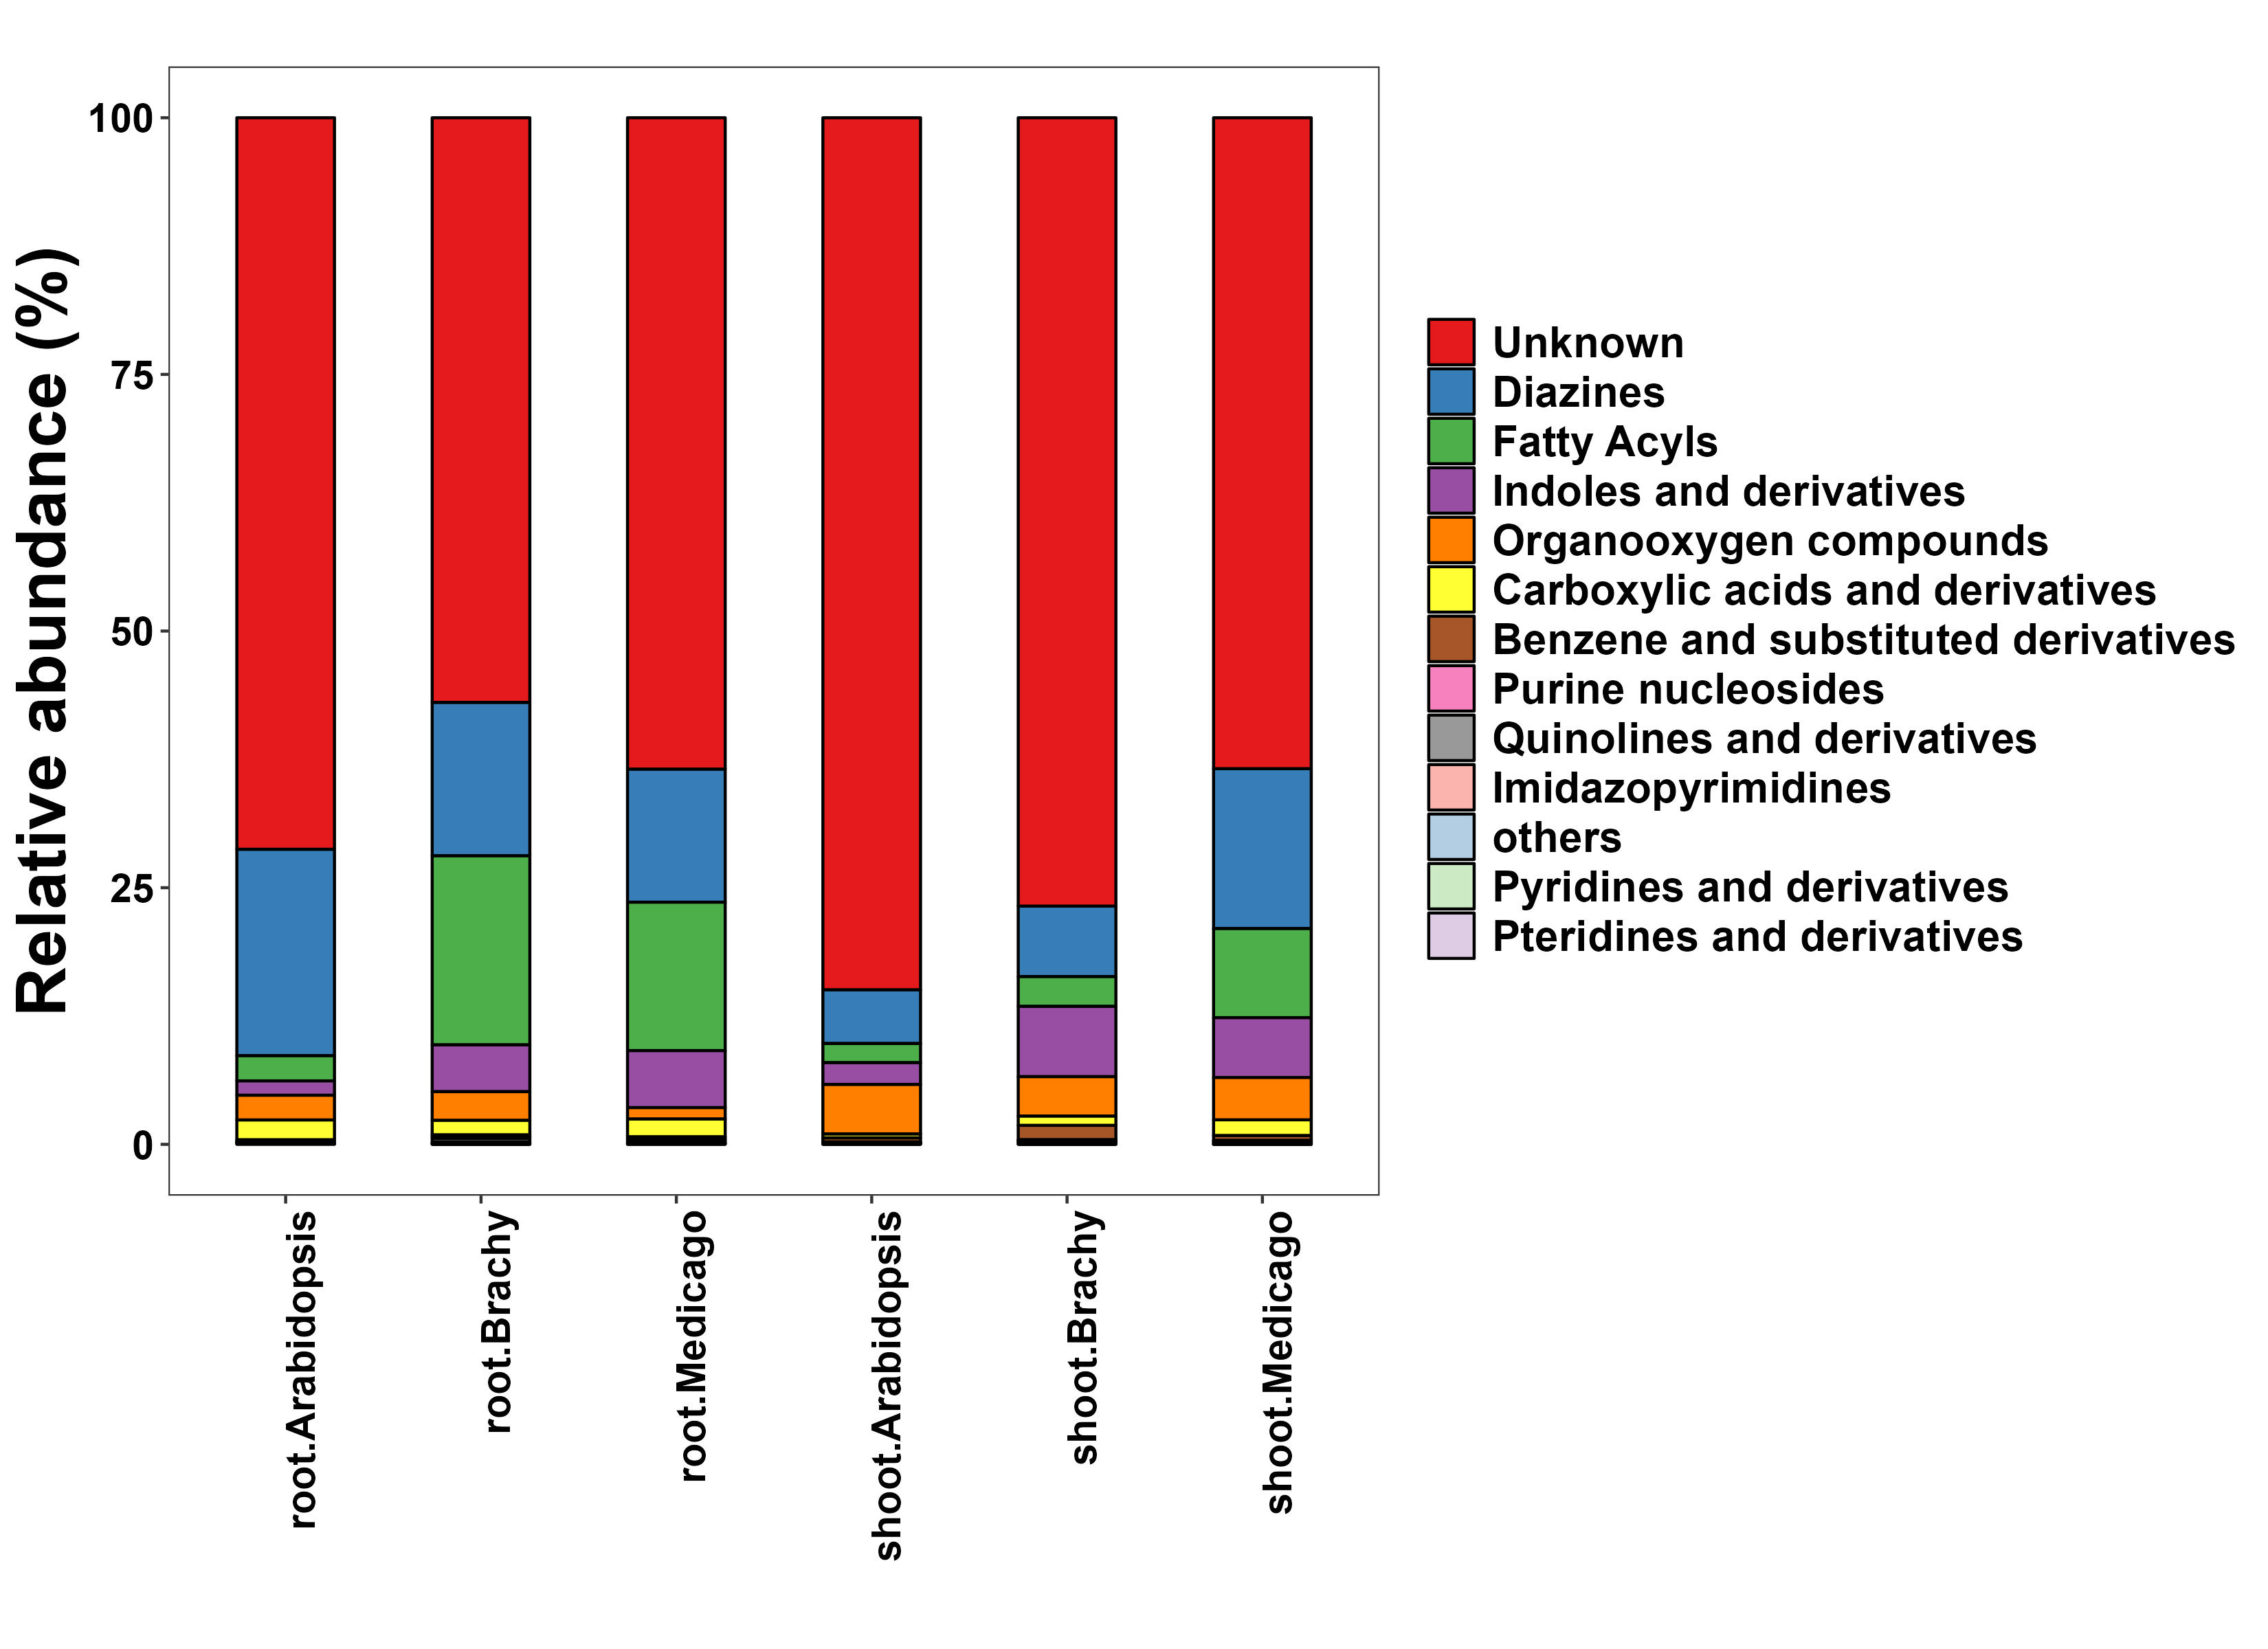 Relative abundance (%)
100
75
50
25
0
root.Arabidopsis
root.Brachy
root.Medicago
shoot.Arabidopsis
shoot.Brachy
shoot.Medicago
Unknown
Diazines
Fatty Acyls
Indoles and derivatives
Organooxygen compounds
Carboxylic acids and derivatives
Benzene and substituted derivatives
Purine nucleosides
Quinolines and derivatives
Imidazopyrimidines
others
Pyridines and derivatives
Pteridines and derivatives